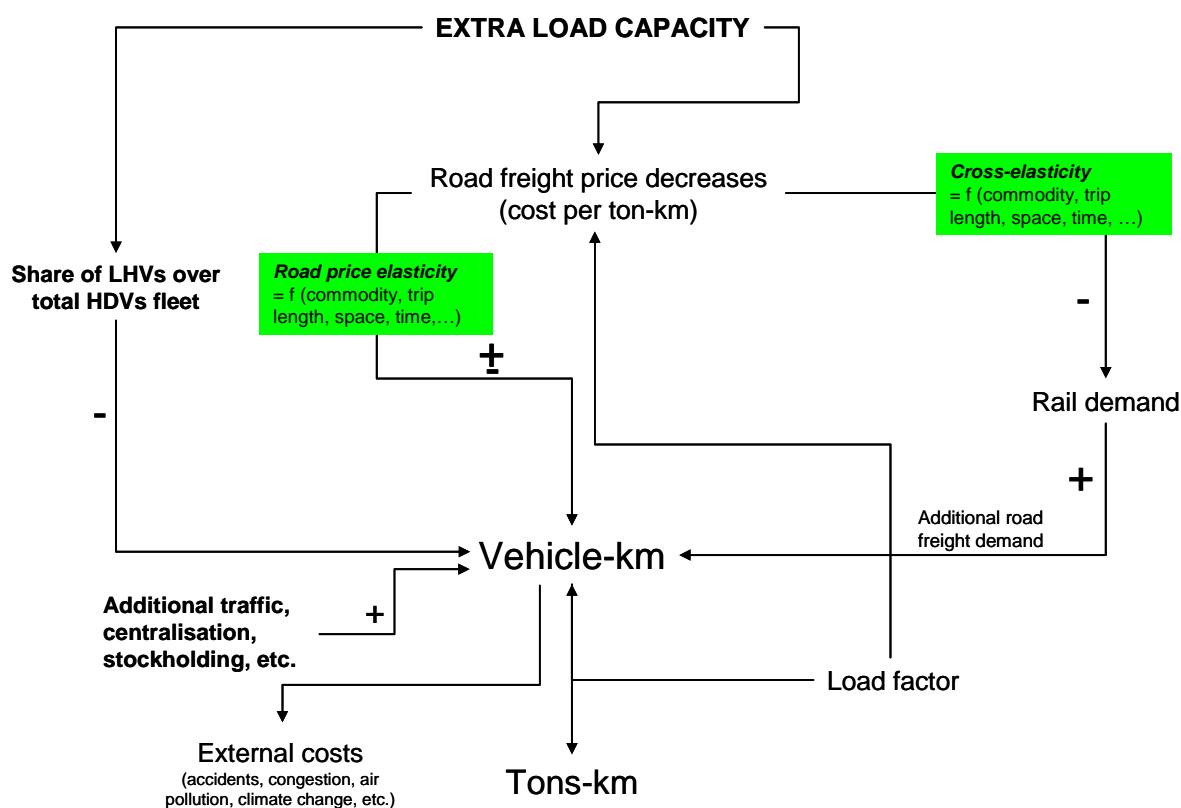 EXTRA LOAD CAPACITY
Road freight price decreases
(cost per ton-km)
Cross-elasticity
= f (commodity, trip
length, space, time, …)
Share of LHVs over
total HDVs fleet
Road price elasticity
= f (commodity, trip
length, space, time,…)
-
±
-
Rail demand
-
+
Additional road
freight demand
Vehicle-km
Additional traffic,
centralisation,
stockholding, etc.
+
Load factor
External costs
(accidents, congestion, air
pollution, climate change, etc.)
Tons-km